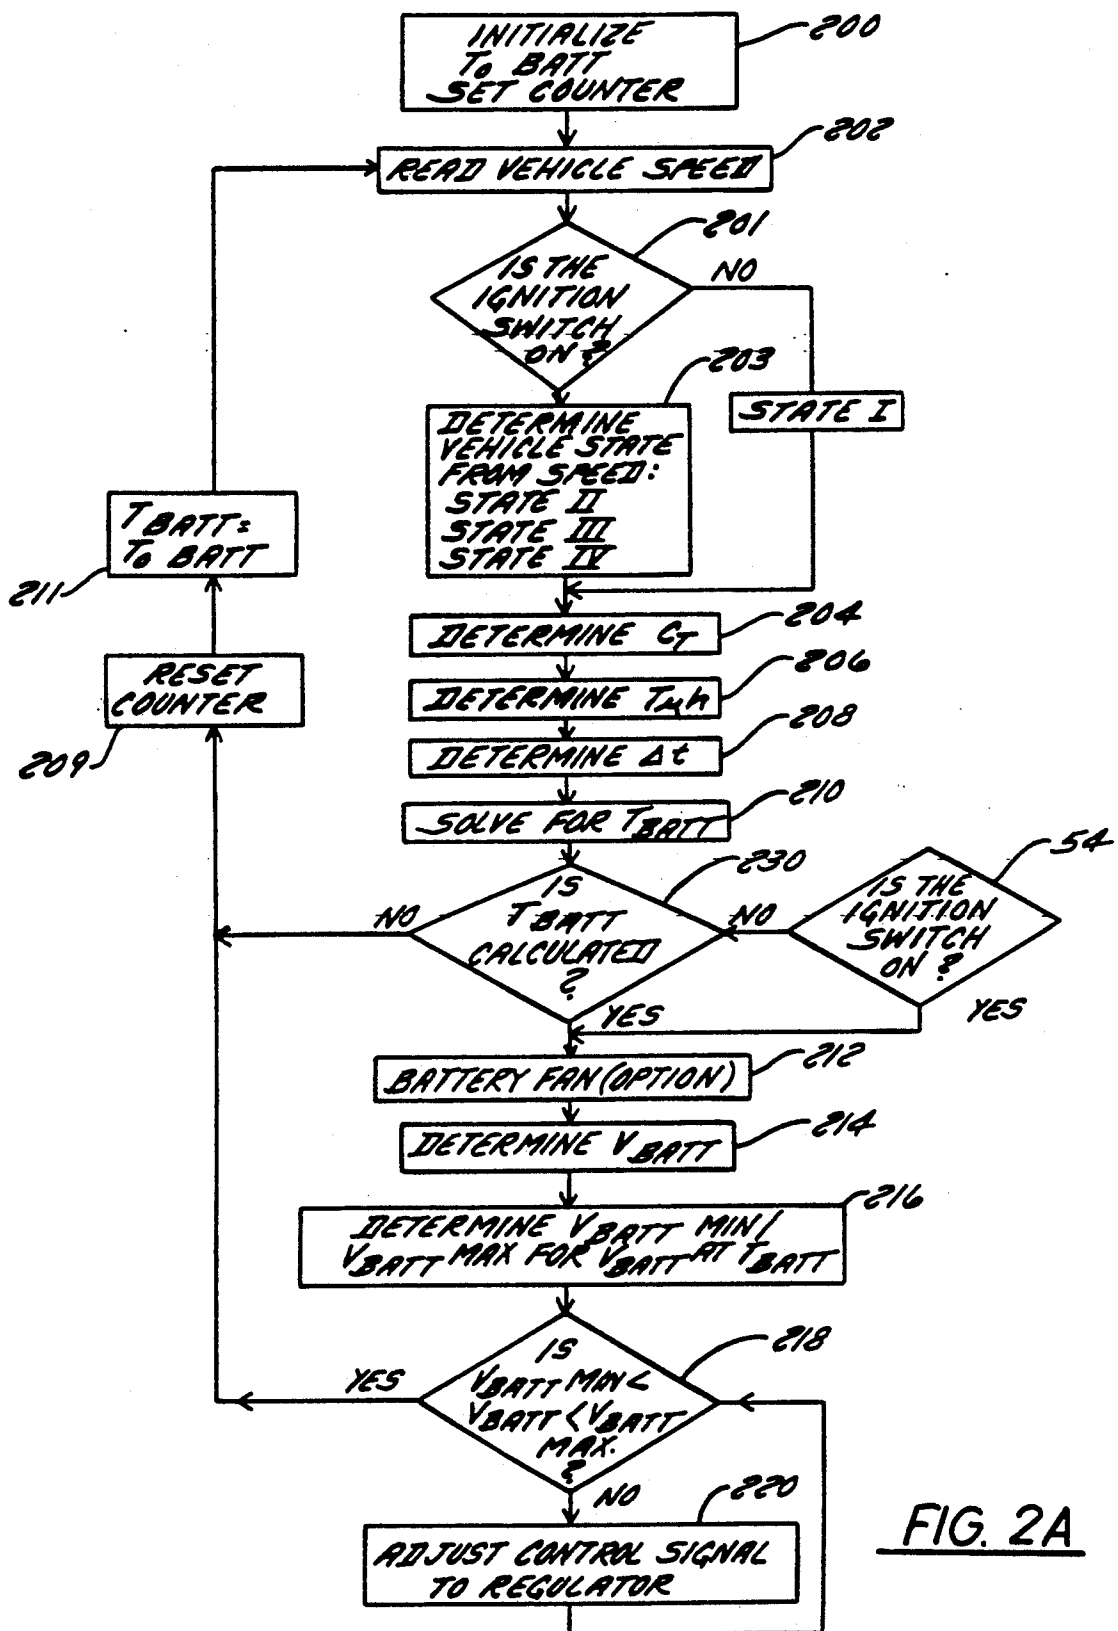 INITIALIZE
To BATT
SET COUNTER
200
READ VEHICLE SPEED
202
201
IS THE
IGNITION
SWITCH
ON?
NO
203
DETERMINE
VEHICLE STATE
FROM SPEED:
STATE II
STATE III
STATE IV
STATE I
TBATT=
To BATT
211
DETERMINE CT
204
RESET
COUNTER
209
DETERMINE Tuh
206
DETERMINE Δt
208
SOLVE FOR TBATT
210
IS
TBATT
CALCULATED
?
230
NO
YES
IS THE
IGNITION
SWITCH
ON?
54
NO
YES
BATTERY FAN (OPTION)
212
DETERMINE VBATT
214
DETERMINE VBATT MIN/
VBATT MAX FOR VBATT AT TBATT
216
IS
VBATT MIN<
VBATT<VBATT
MAX.
?
218
YES
NO
ADJUST CONTROL SIGNAL
TO REGULATOR
220
FIG. 2A